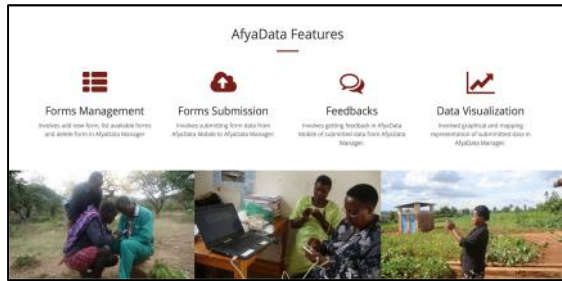 AfyaData Features
Forms Management
Involves add new form, list available forms
and delete form in AfyaData Manager
Forms Submission
Involves submitting form data from
AfyaData Mobile to AfyaData Manager.
Feedbacks
Involves getting feedback in AfyaData
Mobile of submitted data from AfyaData
Manager.
Data Visualization
Involved graphical and mapping
representation of submitted data in
AfyaData Manager.